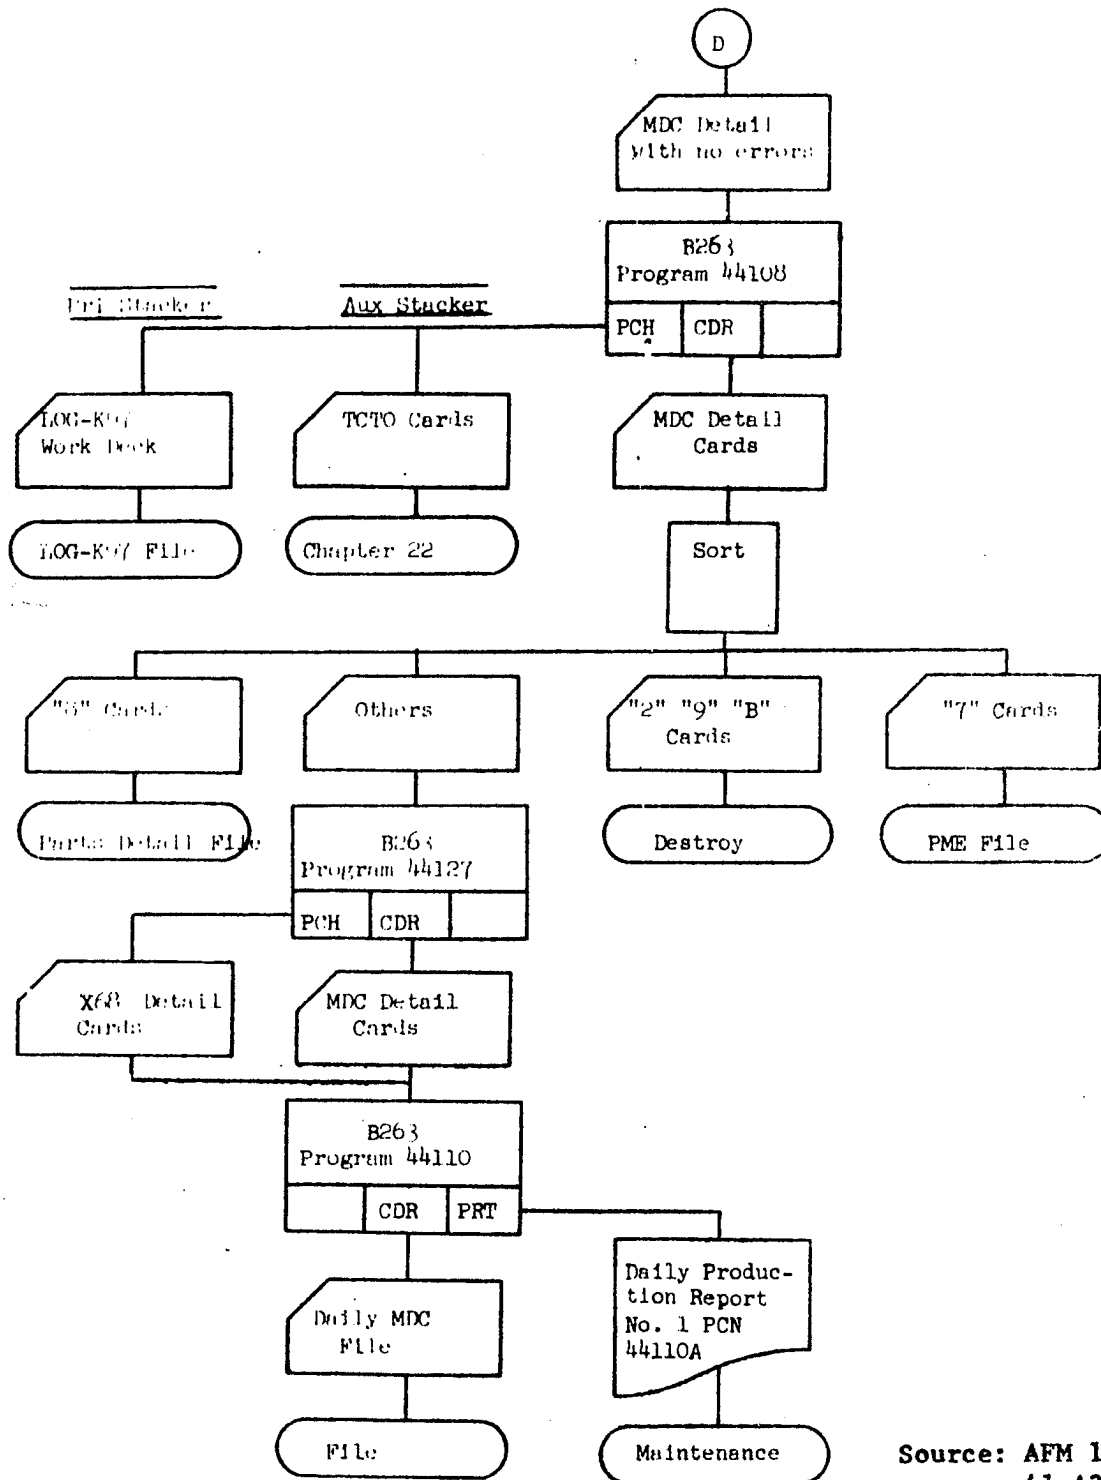 D
MDC Detail
with no errors
B263
Program 44108
PCH CDR
Pri Stacker
Aux Stacker
LOG-K97
Work Deck
TCTO Cards
MDC Detail
Cards
LOG-K97 File
Chapter 22
Sort
Cards
Others
"2" "9" "B"
Cards
"7" Cards
Parts Detail File
B263
Program 44127
PCH CDR
Destroy
PME File
X68 Detail
Cards
MDC Detail
Cards
B263
Program 44110
CDR PRT
Daily MDC
File
Daily Produc-
tion Report
No. 1 PCN
44110A
File
Maintenance
Source: AFM